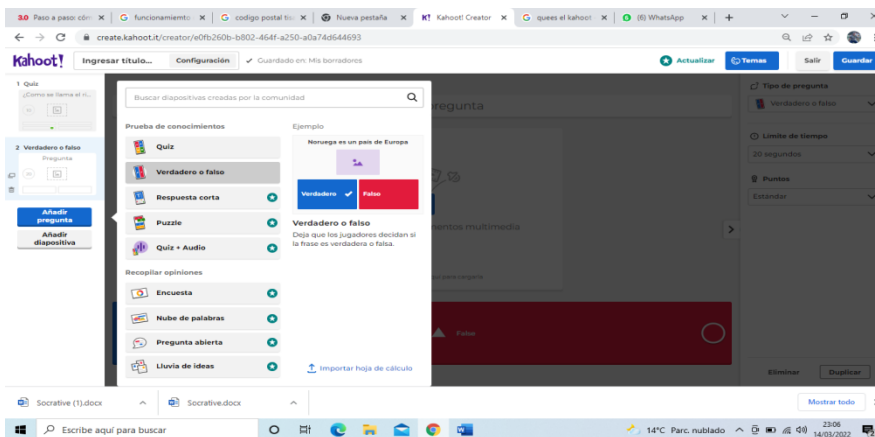 3.0 Paso a paso: cóm
funcionamiento
codigo postal
Nueva pestaña
K! Kahoot! Creator
quees el kahoot
(6) WhatsApp
create.kahoot.it/creator/e0fb260b-b802-464f-a250-a0a74d644693
Kahoot!
Ingresar título...
Configuración
Guardado en: Mis borradores
Actualizar
Temas
Salir
Guardar
1 Quiz
¿Como se llama el ri...
2 Verdadero o falso
Pregunta
Añadir
pregunta
Añadir
diapositiva
Buscar diapositivas creadas por la comunidad
Prueba de conocimientos
Quiz
Verdadero o falso
Respuesta corta
Puzzle
Quiz + Audio
Recopilar opiniones
Encuesta
Nube de palabras
Pregunta abierta
Lluvia de ideas
Ejemplo
Noruega es un país de Europa
Verdadero
Falso
Verdadero o falso
Deja que los jugadores decidan si
la frase es verdadera o falsa.
Importar hoja de cálculo
pregunta
mentos multimedia
quí para cargarla
Falso
Tipo de pregunta
Verdadero o falso
Límite de tiempo
20 segundos
Puntos
Estándar
Eliminar
Duplicar
Socrative (1).docx
Socrative.docx
Mostrar todo
Escribe aquí para buscar
14°C Parc. nublado
23:06
14/03/2022